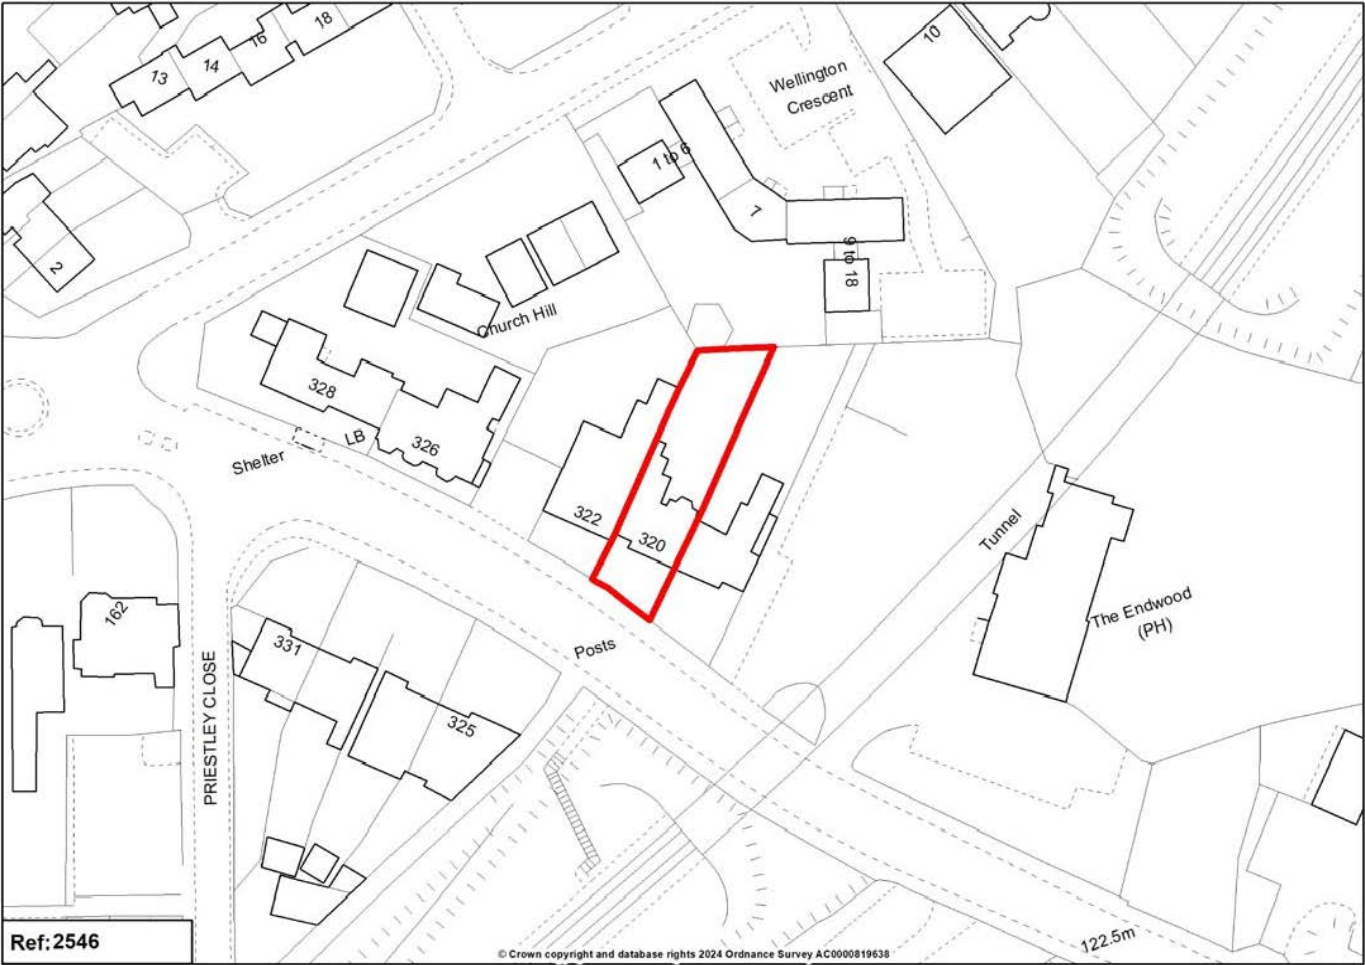 18
16
14
13
10
Wellington
Crescent
1 to 6
7
2
9 to 18
Church Hill
328
LB
326
Shelter
322
320
Tunnel
The Endwood
(PH)
162
331
Posts
325
PRIESTLEY CLOSE
122.5m
Ref:2546
© Crown copyright and database rights 2024 Ordnance Survey AC0000819638